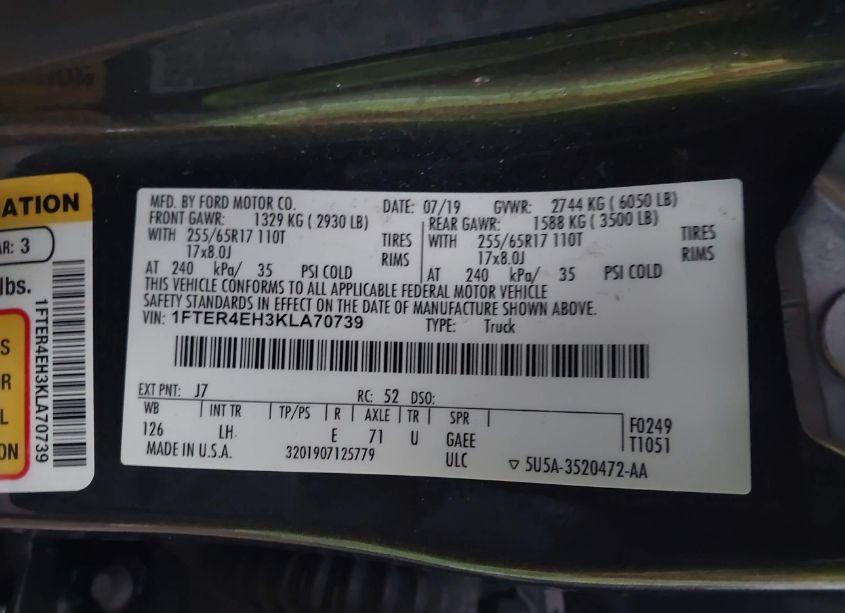 ATION
AR: 3
lbs.
S
R
L
ON
1FTER4EH3KLA70739
MFD. BY FORD MOTOR CO. DATE: 07/19 GVWR: 2744 KG ( 6050 LB)
FRONT GAWR: 1329 KG ( 2930 LB) REAR GAWR: 1588 KG ( 3500 LB)
WITH 255/65R17 110T TIRES WITH 255/65R17 110T TIRES
17x8.0J RIMS 17x8.0J RIMS
AT 240 kPa/ 35 PSI COLD AT 240 kPa/ 35 PSI COLD
THIS VEHICLE CONFORMS TO ALL APPLICABLE FEDERAL MOTOR VEHICLE
SAFETY STANDARDS IN EFFECT ON THE DATE OF MANUFACTURE SHOWN ABOVE.
VIN: 1FTER4EH3KLA70739 TYPE: Truck
EXT PNT: J7 RC: 52 DSO:
WB INT TR TP/PS R AXLE TR SPR
126 LH E 71 U GAEE F0249
MADE IN U.S.A. 3201907125779 ULC T1051
▽ 5U5A-3520472-AA